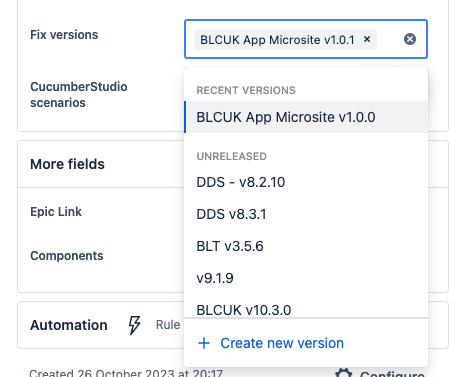 Fix versions
BLCUK App Microsite v1.0.1 ×
CucumberStudio
scenarios
RECENT VERSIONS
BLCUK App Microsite v1.0.0
UNRELEASED
More fields
DDS - v8.2.10
Epic Link
DDS v8.3.1
BLT v3.5.6
Components
v9.1.9
BLCUK v10.3.0
Automation
Rule
+ Create new version
Created 26 October 2023 at 20:17
Configure